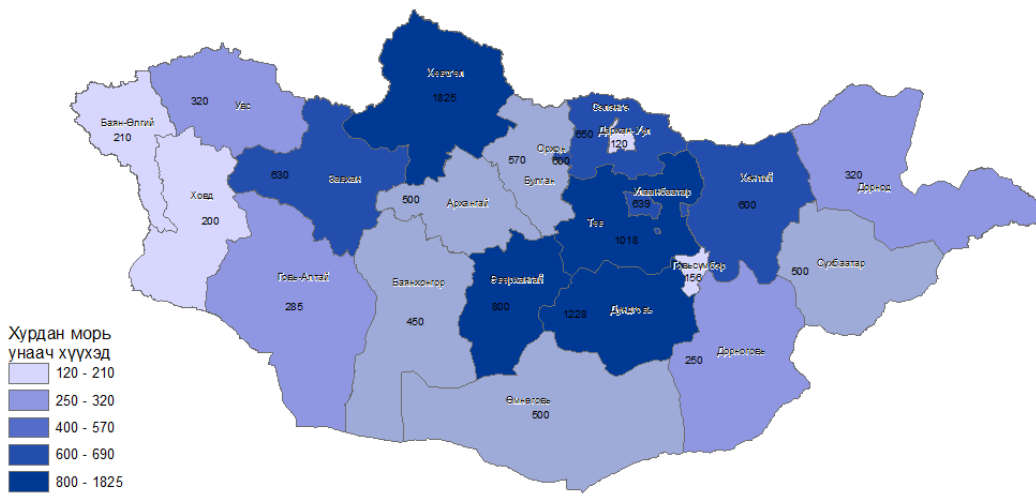 Хөвсгөл
1825
320
Увс
Баян-Өлгий
210
Сэлэнгэ
650
Дархан-Уул
120
Орхон
600
570
Булган
630
Завхан
Ховд
200
500
Архангай
Улаанбаатар
639
Төв
1018
Хэнтий
600
320
Дорнод
Говьсүмбэр
156
500
Сүхбаатар
Говь-Алтай
285
Баянхонгор
450
Өвөрхангай
800
1228
Дундговь
250
Дорноговь
Өмнөговь
500
Хурдан морь
унаач хүүхэд
120 - 210
250 - 320
400 - 570
600 - 690
800 - 1825